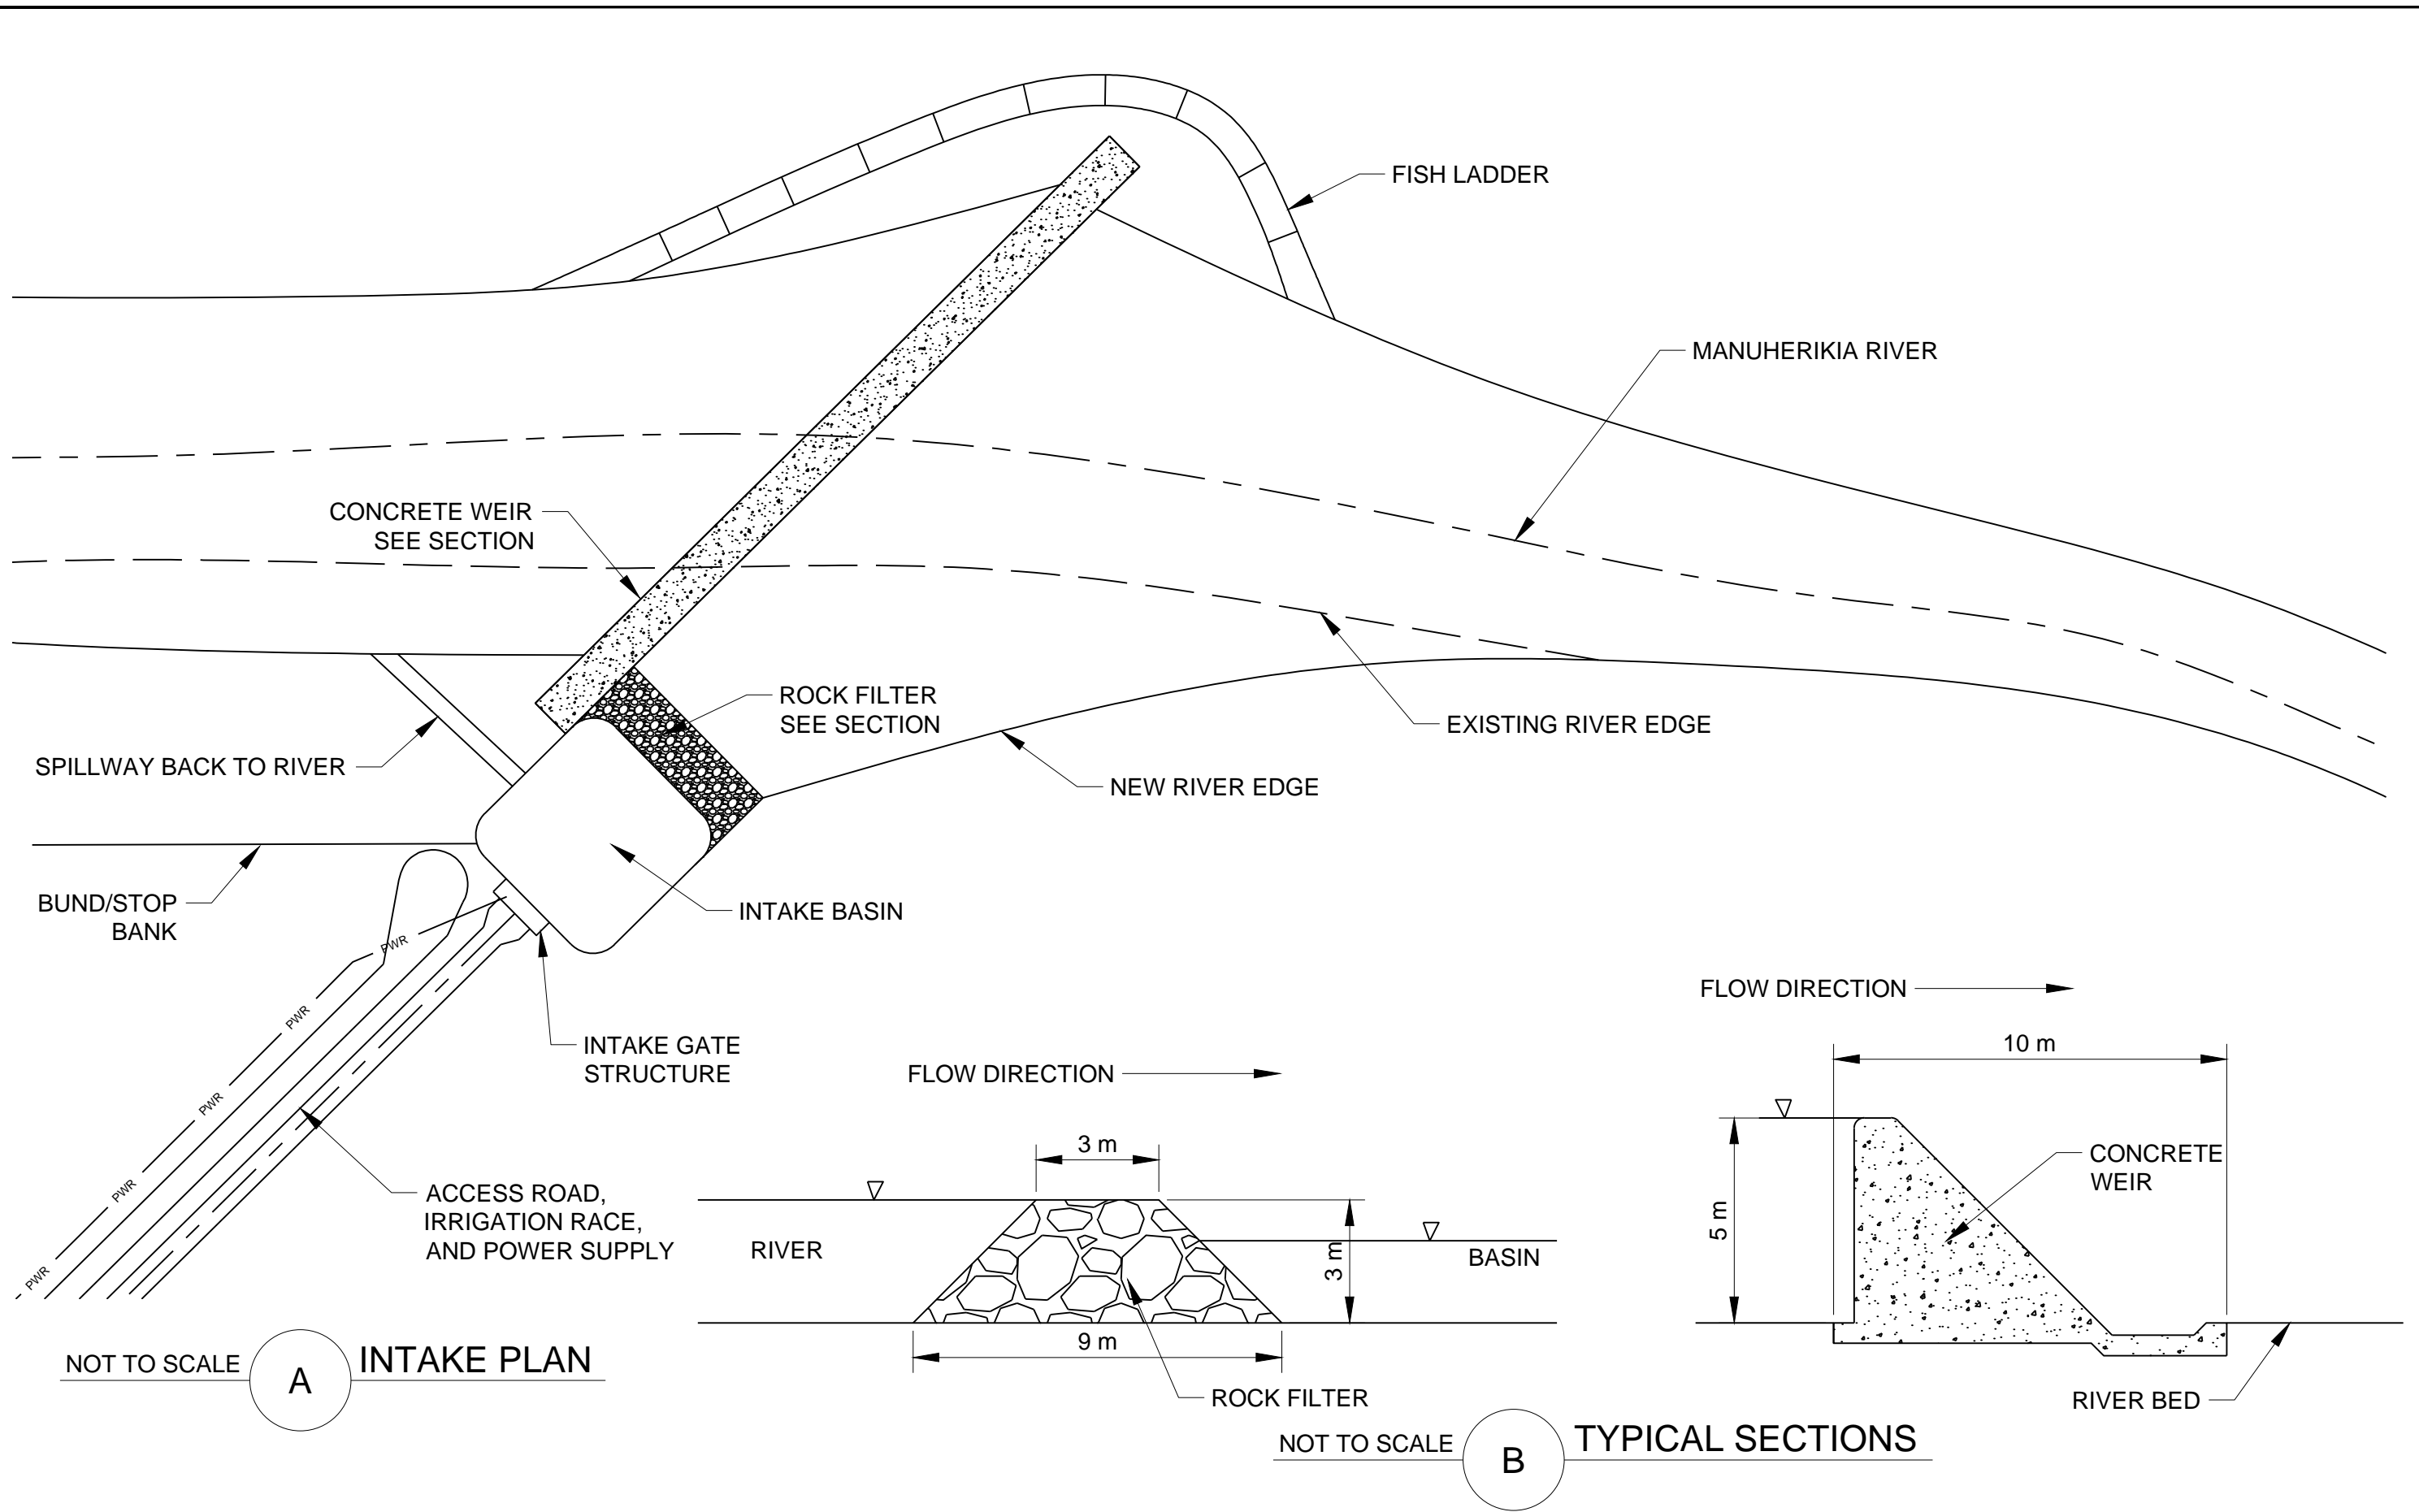 FISH LADDER
MANUHERIKIA RIVER
CONCRETE WEIR
SEE SECTION
ROCK FILTER
SEE SECTION
EXISTING RIVER EDGE
SPILLWAY BACK TO RIVER
NEW RIVER EDGE
BUND/STOP
BANK
INTAKE BASIN
PWR
PWR
PWR
PWR
PWR
INTAKE GATE
STRUCTURE
ACCESS ROAD,
IRRIGATION RACE,
AND POWER SUPPLY
NOT TO SCALE
A
INTAKE PLAN
FLOW DIRECTION
3 m
RIVER
BASIN
3 m
9 m
ROCK FILTER
FLOW DIRECTION
10 m
5 m
CONCRETE
WEIR
RIVER BED
NOT TO SCALE
B
TYPICAL SECTIONS